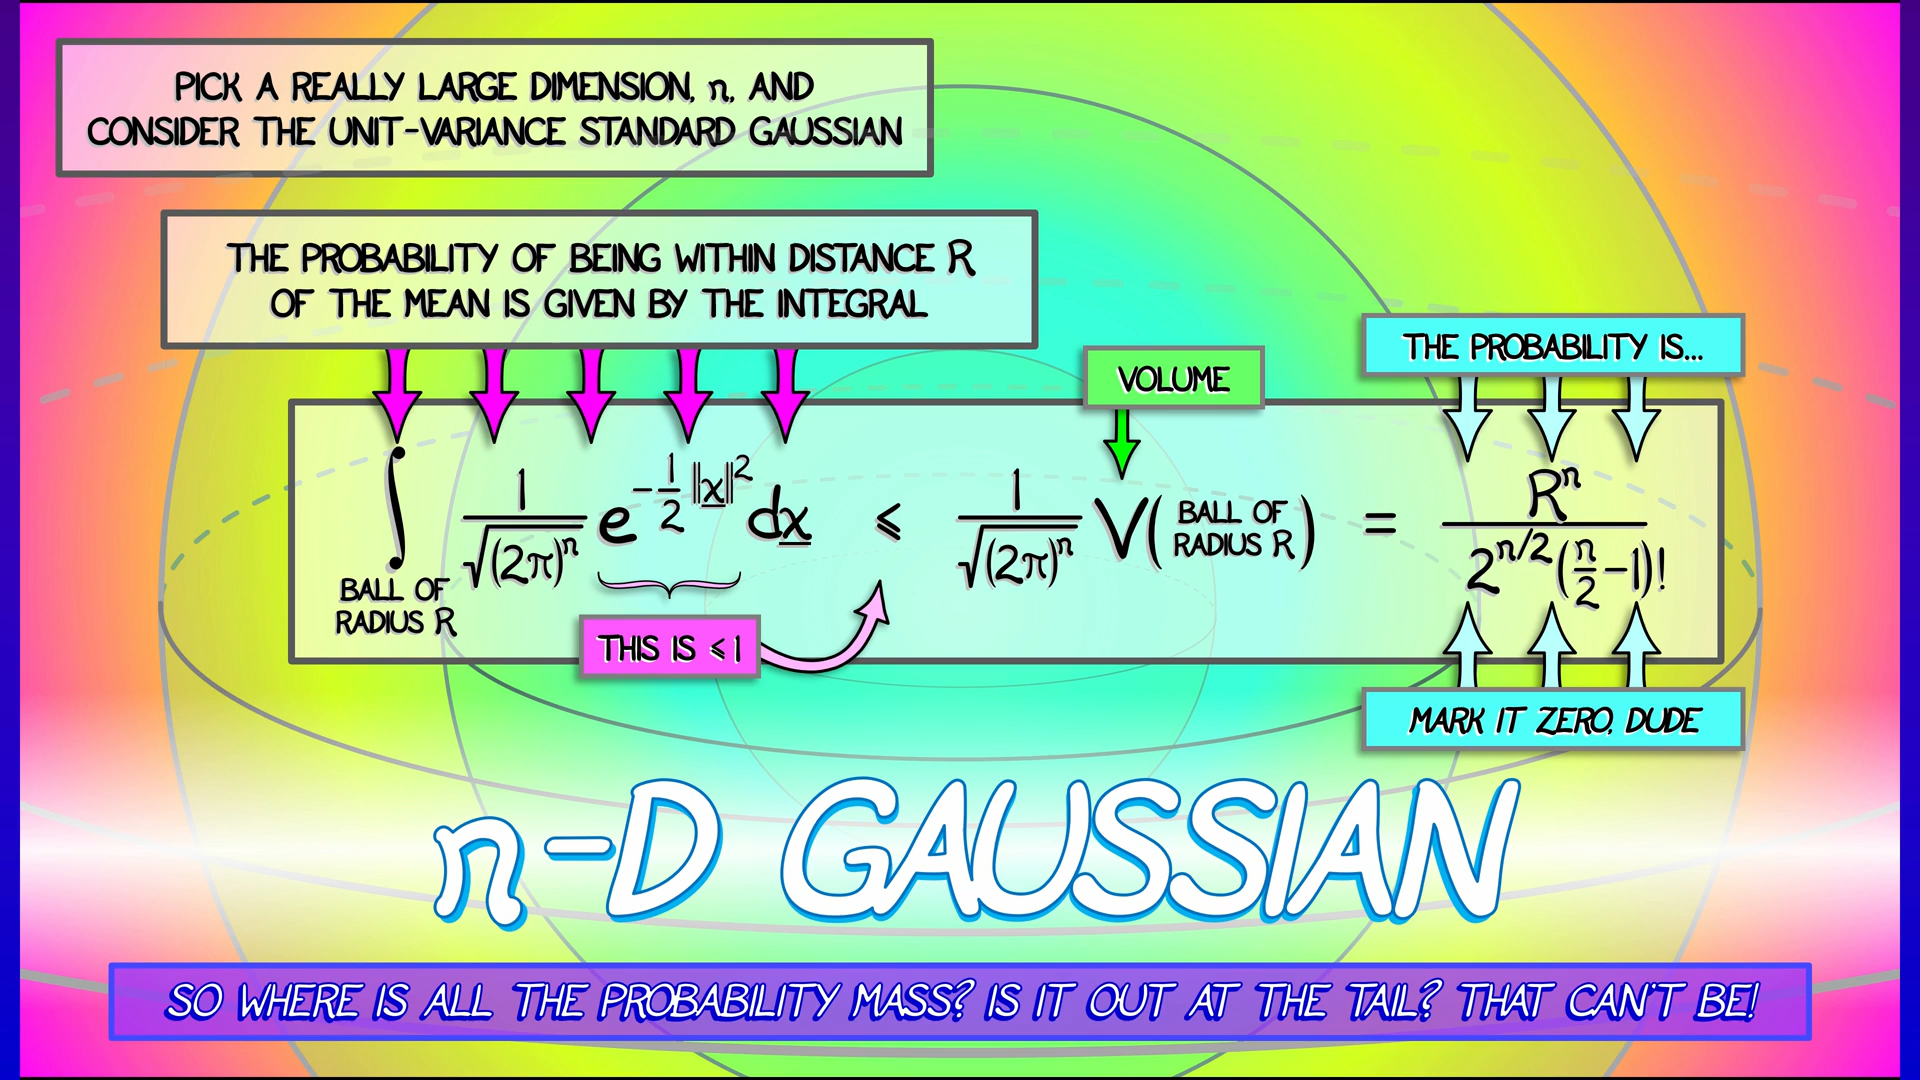 PICK A REALLY LARGE DIMENSION, n, AND
CONSIDER THE UNIT-VARIANCE STANDARD GAUSSIAN
THE PROBABILITY OF BEING WITHIN DISTANCE R
OF THE MEAN IS GIVEN BY THE INTEGRAL
THE PROBABILITY IS...
VOLUME
∫ 1/√(2π)ⁿ e^(-1/2 ||x||²) dx ⩽ 1/√(2π)ⁿ V( BALL OF RADIUS R ) = Rⁿ / 2^(n/2) (n/2 - 1)!
BALL OF
RADIUS R
THIS IS ⩽ 1
MARK IT ZERO, DUDE
n-D GAUSSIAN
SO WHERE IS ALL THE PROBABILITY MASS? IS IT OUT AT THE TAIL? THAT CAN'T BE!